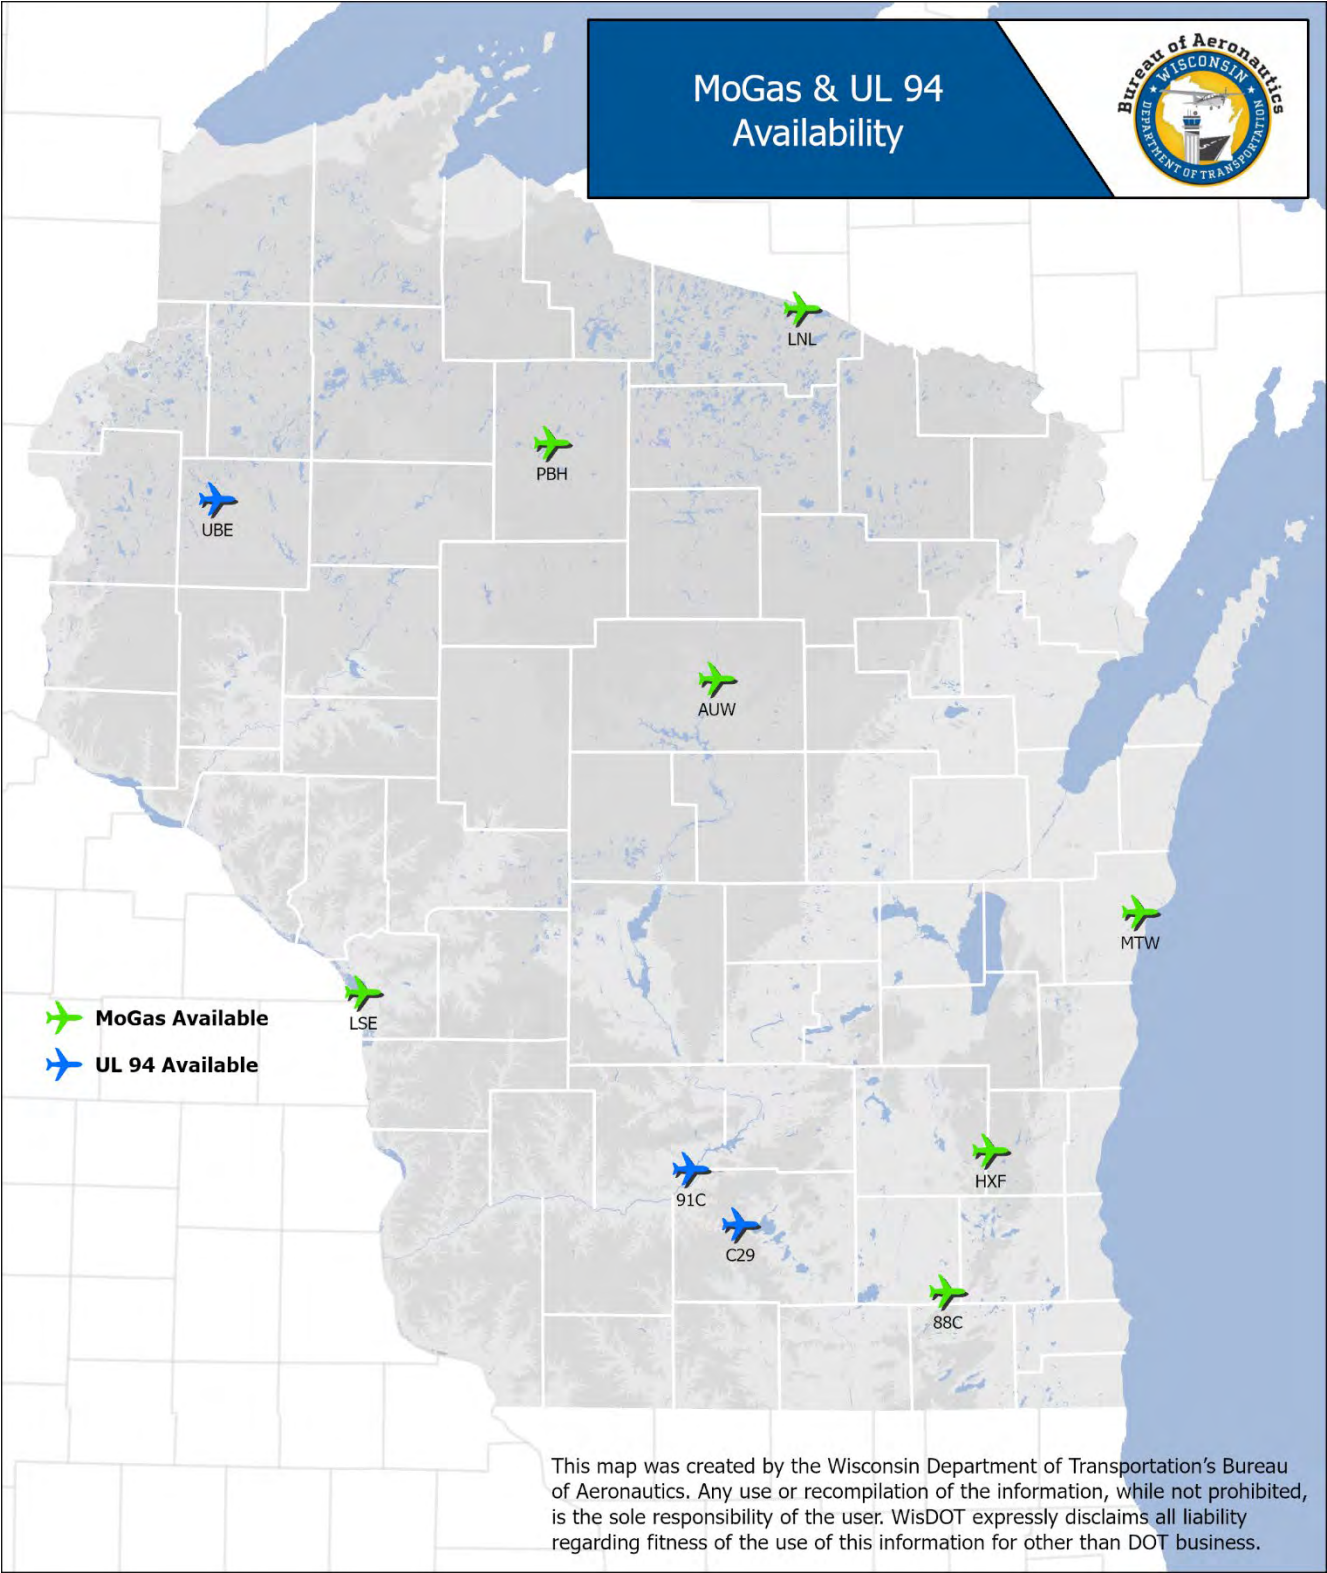 MoGas & UL 94
Availability
Bureau of Aeronautics
WISCONSIN
DEPARTMENT OF TRANSPORTATION
LNL
PBH
UBE
AUW
MTW
LSE
MoGas Available
UL 94 Available
HXF
91C
C29
88C
This map was created by the Wisconsin Department of Transportation's Bureau
of Aeronautics. Any use or recompilation of the information, while not prohibited,
is the sole responsibility of the user. WisDOT expressly disclaims all liability
regarding fitness of the use of this information for other than DOT business.